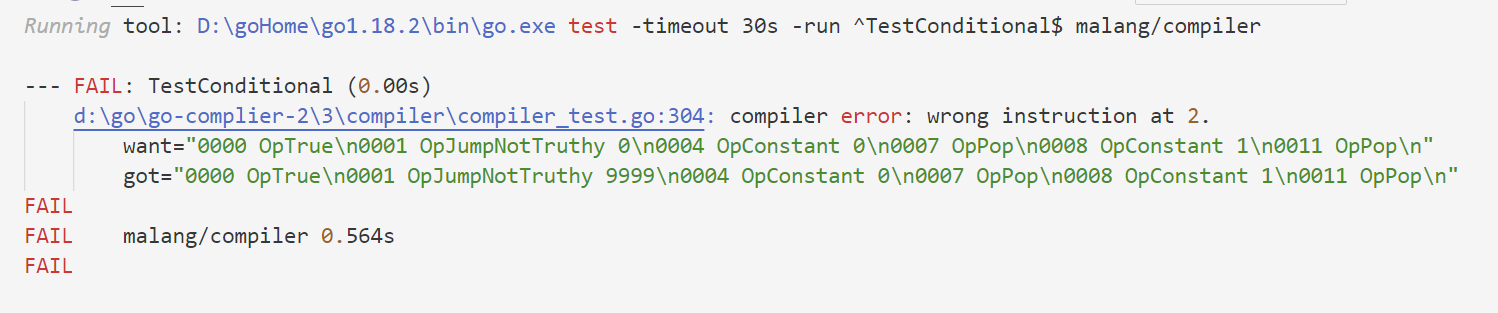 Running tool: D:\goHome\go1.18.2\bin\go.exe test -timeout 30s -run ^TestConditional$ malang/compiler
--- FAIL: TestConditional (0.00s)
d:\go\go-complier-2\3\compiler\compiler_test.go:304: compiler error: wrong instruction at 2.
want="0000 OpTrue\n0001 OpJumpNotTruthy 0\n0004 OpConstant 0\n0007 OpPop\n0008 OpConstant 1\n0011 OpPop\n"
got="0000 OpTrue\n0001 OpJumpNotTruthy 9999\n0004 OpConstant 0\n0007 OpPop\n0008 OpConstant 1\n0011 OpPop\n"
FAIL
FAIL malang/compiler 0.564s
FAIL